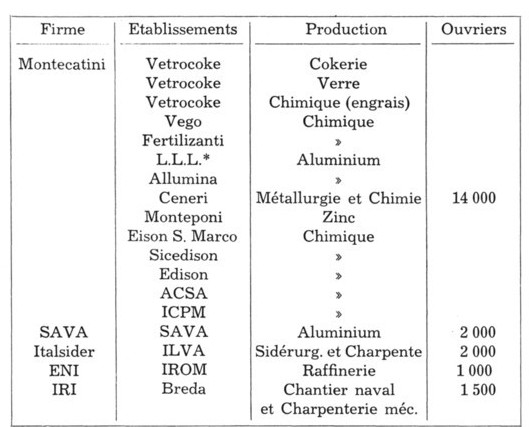 Firme Etablissements Production Ouvriers
Montecatini Vetrocoke Cokerie
Vetrocoke Verre
Vetrocoke Chimique (engrais)
Vego Chimique
Fertilizanti »
L.L.L.* Aluminium
Allumina »
Ceneri Métallurgie et Chimie 14 000
Monteponi Zinc
Eison S. Marco Chimique
Sicedison »
Edison »
ACSA »
ICPM »
SAVA SAVA Aluminium 2 000
Italsider ILVA Sidérurg. et Charpente 2 000
ENI IROM Raffinerie 1 000
IRI Breda Chantier naval 1 500
et Charpenterie méc.